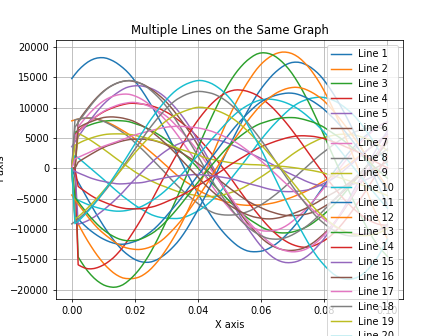 Multiple Lines on the Same Graph
20000
15000
10000
5000
0
−5000
−10000
−15000
−20000
0.00
0.02
0.04
0.06
X axis
Line 1
Line 2
Line 3
Line 4
Line 5
Line 6
Line 7
Line 8
Line 9
Line 10
Line 11
Line 12
Line 13
Line 14
Line 15
Line 16
Line 17
Line 18
Line 19
Line 20